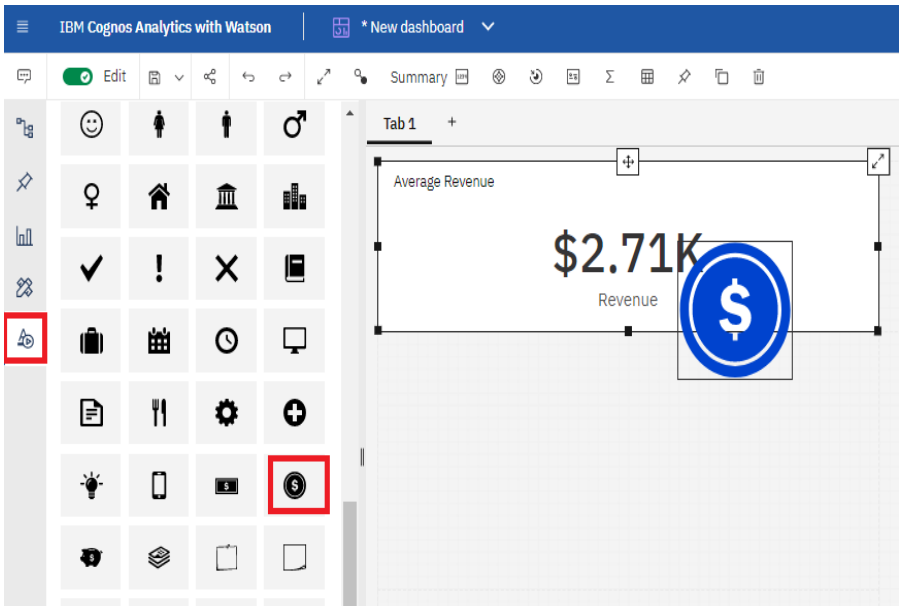 IBM Cognos Analytics with Watson
* New dashboard
Edit
Summary
Tab 1 +
Average Revenue
$2.71K
Revenue
$